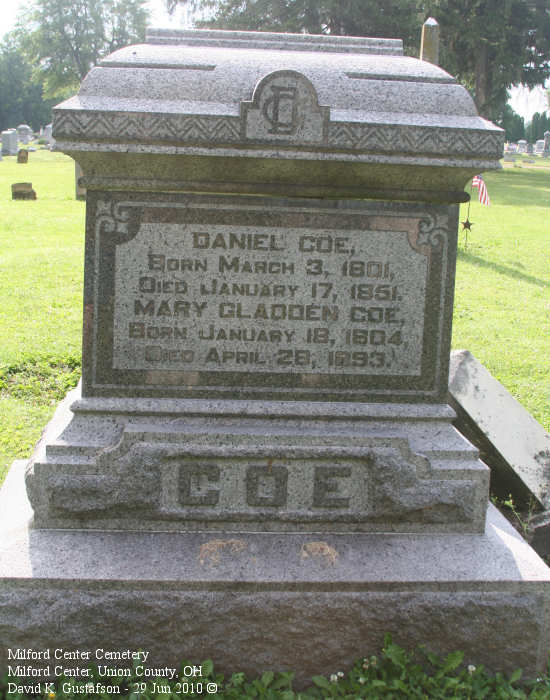 DANIEL COE,
BORN MARCH 3, 1801,
DIED JANUARY 17, 1851.
MARY GLADDEN COE,
BORN JANUARY 18, 1804,
DIED APRIL 28, 1893.
COE
Milford Center Cemetery
Milford Center, Union County, OH
David K. Gustafson - 29 Jun 2010 ©